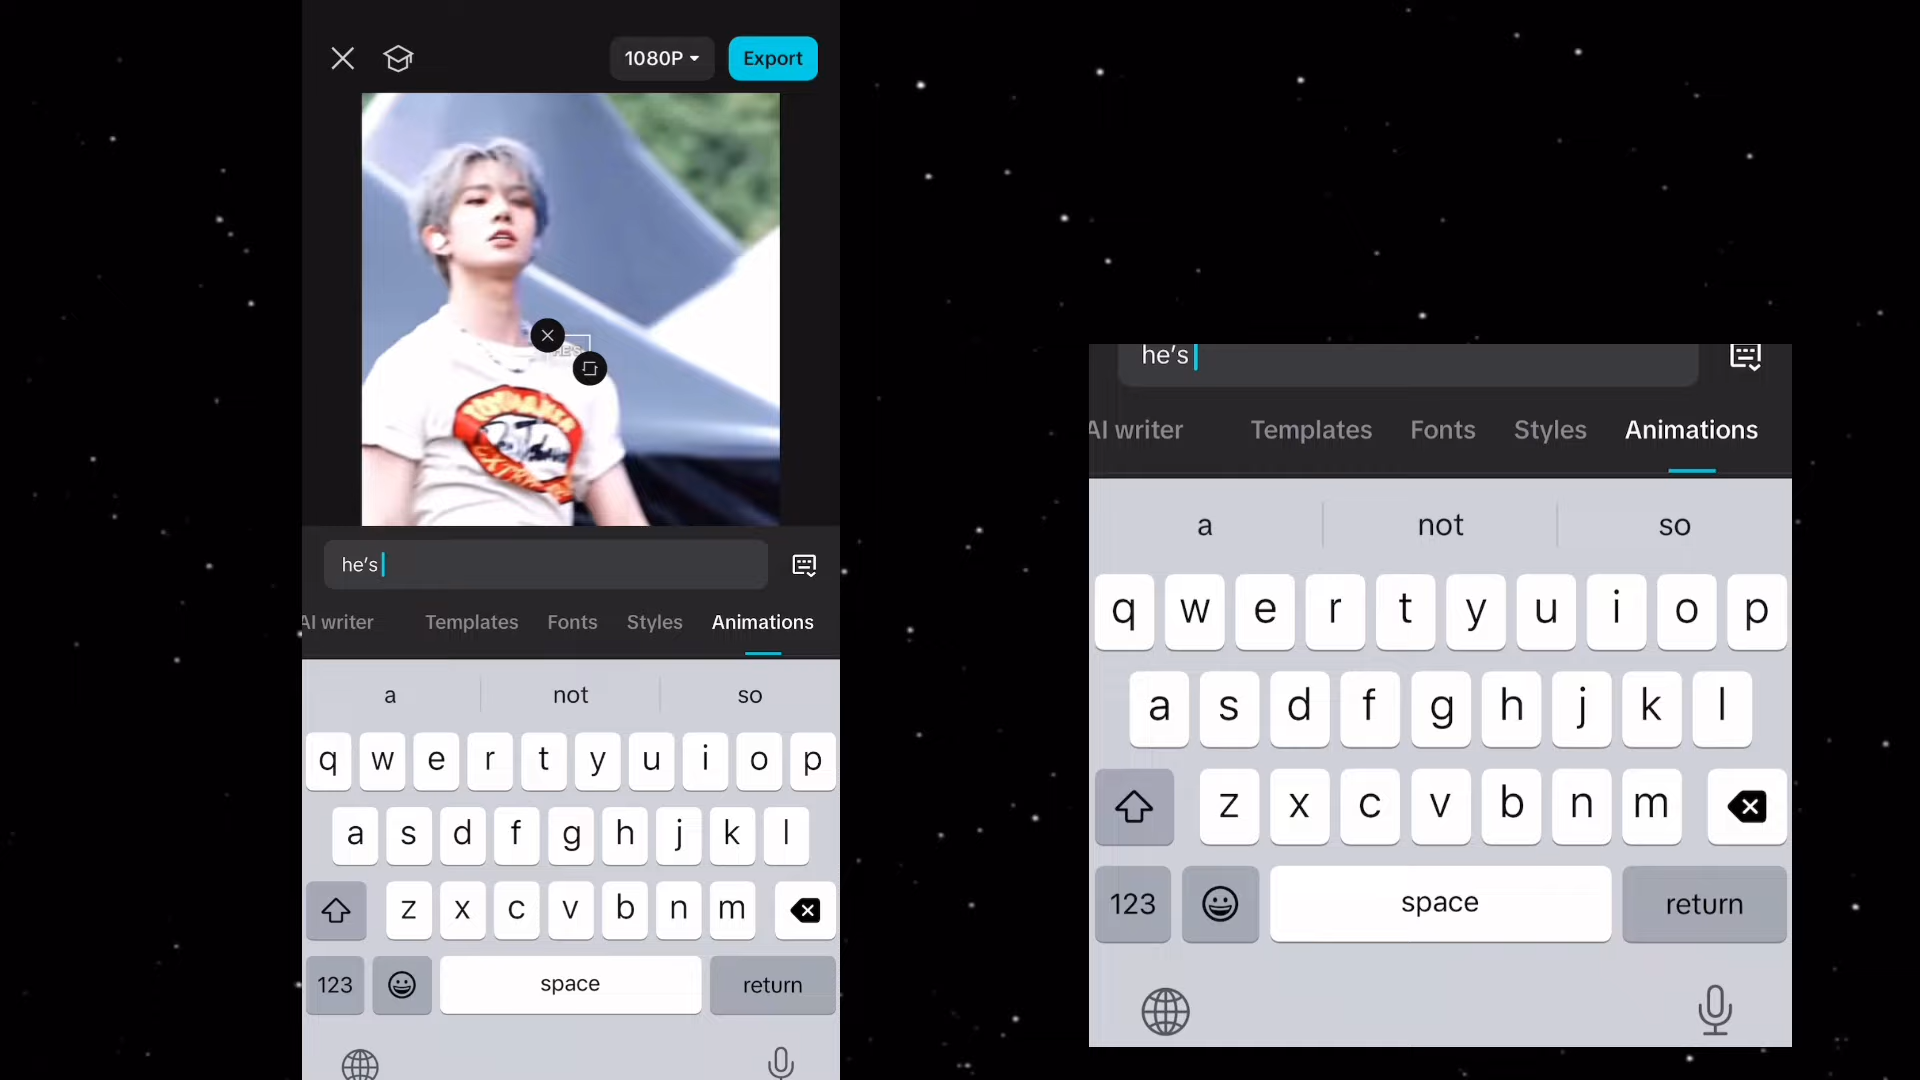 1080P
Export
HE'S
he's
AI writer Templates Fonts Styles Animations
a not so
q w e r t y u i o p
a s d f g h j k l
z x c v b n m
123 space return
he's
AI writer Templates Fonts Styles Animations
a not so
q w e r t y u i o p
a s d f g h j k l
z x c v b n m
123 space return